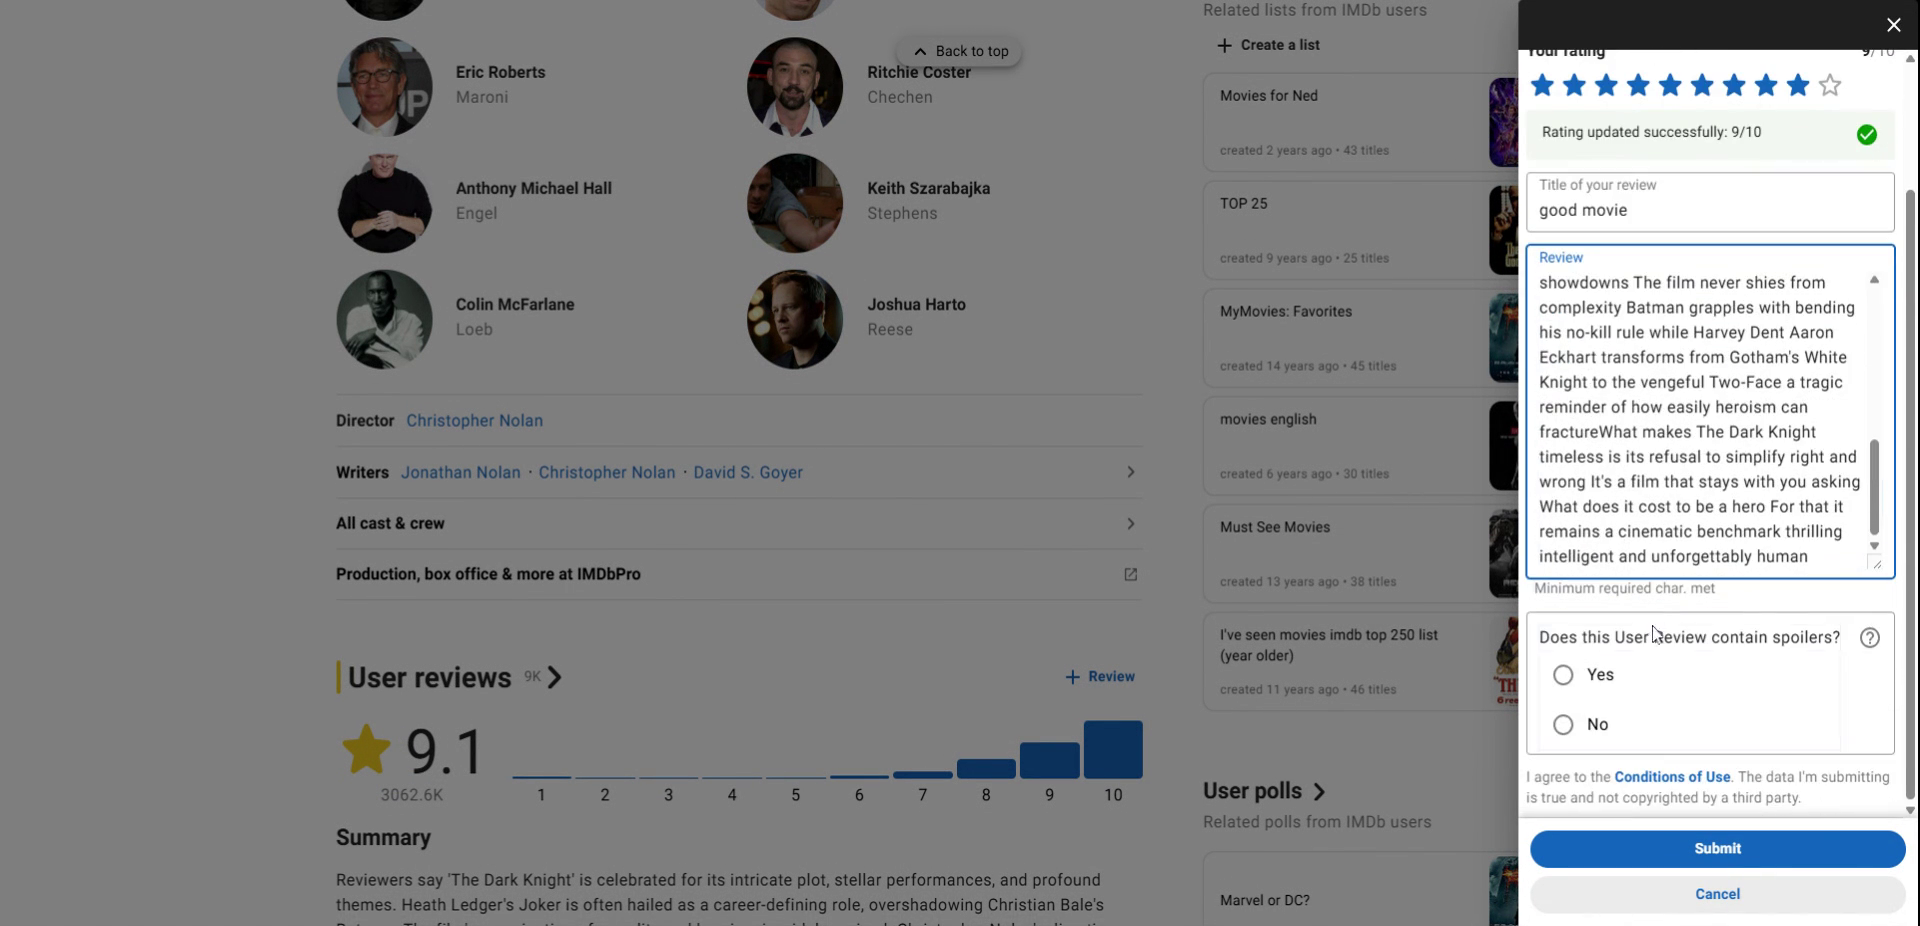 Related lists from IMDb users
Back to top
Create a list
Eric Roberts
Maroni
Ritchie Coster
Chechen
Anthony Michael Hall
Engel
Keith Szarabajka
Stephens
Colin McFarlane
Loeb
Joshua Harto
Reese
Director Christopher Nolan
Writers Jonathan Nolan · Christopher Nolan · David S. Goyer
All cast & crew
Production, box office & more at IMDbPro
User reviews 9K
Review
9.1
3062.6K
1 2 3 4 5 6 7 8 9 10
Summary
Reviewers say 'The Dark Knight' is celebrated for its intricate plot, stellar performances, and profound
themes. Heath Ledger's Joker is often hailed as a career-defining role, overshadowing Christian Bale's
Movies for Ned
created 2 years ago • 43 titles
TOP 25
created 9 years ago • 25 titles
MyMovies: Favorites
created 14 years ago • 45 titles
movies english
created 6 years ago • 30 titles
Must See Movies
created 13 years ago • 38 titles
I've seen movies imdb top 250 list
(year older)
created 11 years ago • 46 titles
User polls
Related polls from IMDb users
Marvel or DC?
Your rating 9/10
Rating updated successfully: 9/10
Title of your review
good movie
Review
showdowns The film never shies from
complexity Batman grapples with bending
his no-kill rule while Harvey Dent Aaron
Eckhart transforms from Gotham's White
Knight to the vengeful Two-Face a tragic
reminder of how easily heroism can
fractureWhat makes The Dark Knight
timeless is its refusal to simplify right and
wrong It's a film that stays with you asking
What does it cost to be a hero For that it
remains a cinematic benchmark thrilling
intelligent and unforgettably human
Minimum required char. met
Does this User Review contain spoilers?
Yes
No
I agree to the Conditions of Use. The data I'm submitting
is true and not copyrighted by a third party.
Submit
Cancel